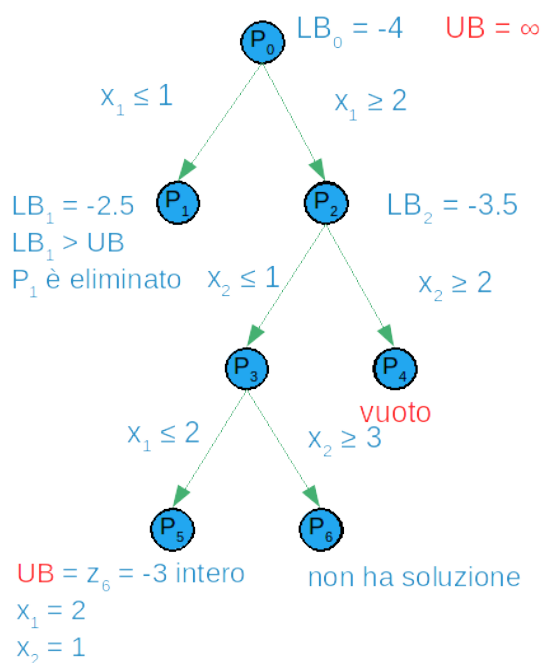 P₀ LB₀ = -4 UB = ∞
x₁ ≤ 1 x₁ ≥ 2
LB₁ = -2.5 P₁ P₂ LB₂ = -3.5
LB₁ > UB
P₁ è eliminato x₂ ≤ 1 x₂ ≥ 2
P₃ P₄
vuoto
x₁ ≤ 2 x₂ ≥ 3
P₅ P₆
UB = z₆ = -3 intero non ha soluzione
x₁ = 2
x₂ = 1